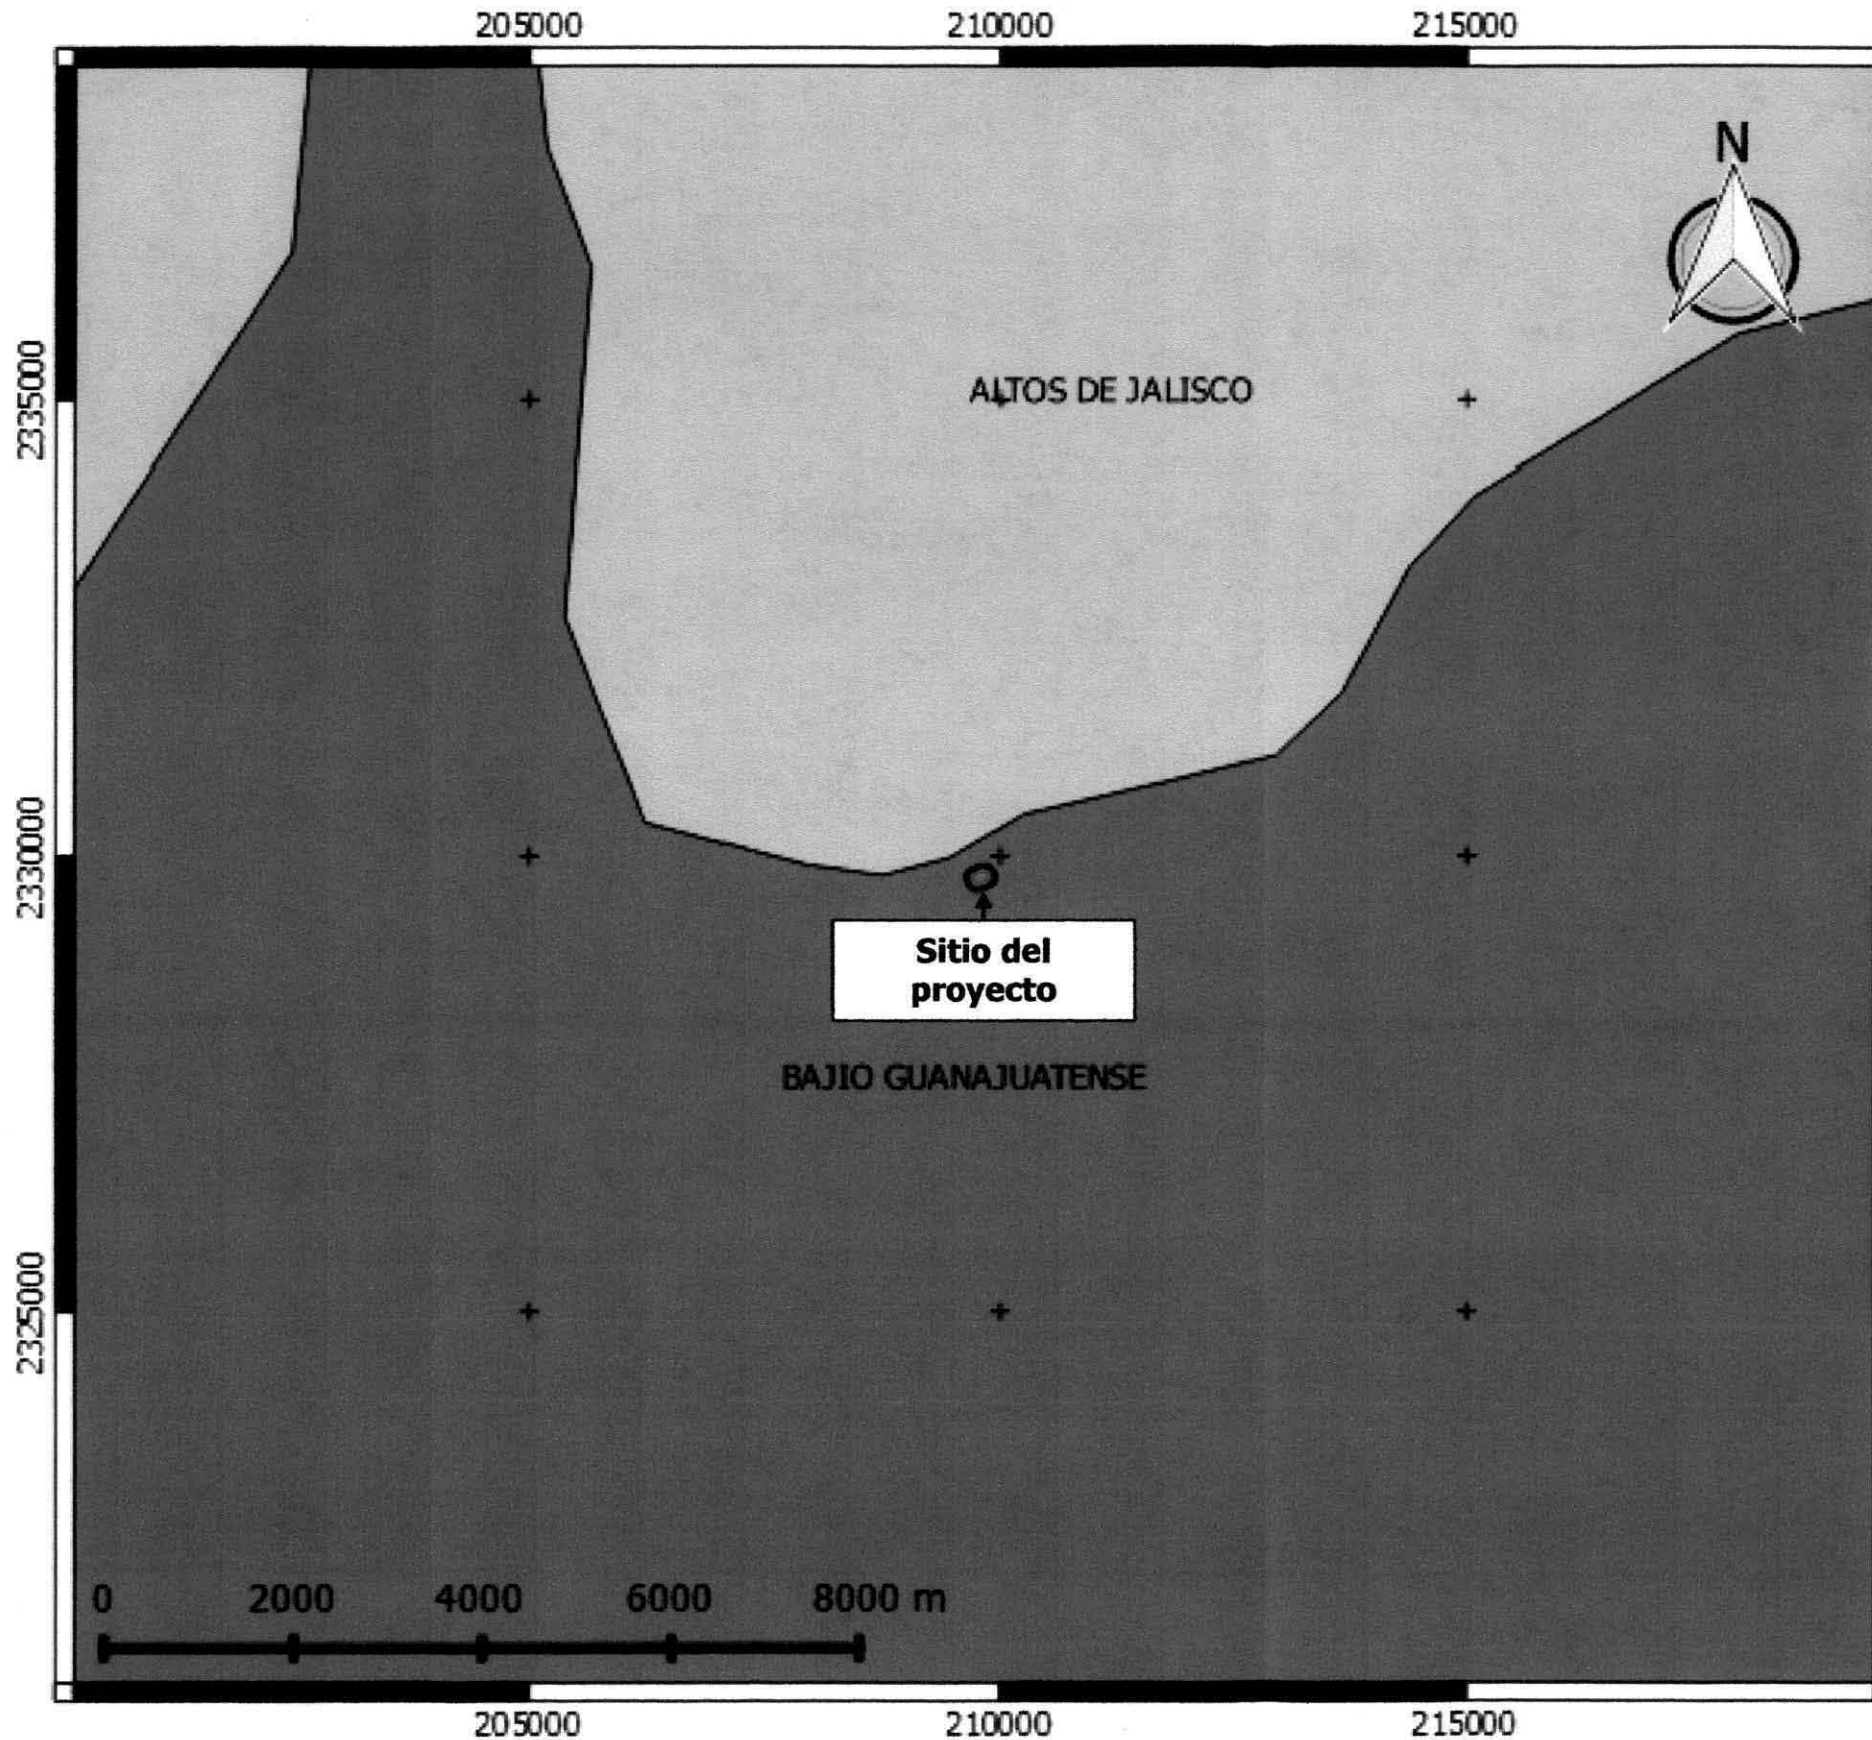 205000 210000 215000
N
2335000
ALTOS DE JALISCO
2330000
Sitio del
proyecto
BAJIO GUANAJUATENSE
2325000
0 2000 4000 6000 8000 m
205000 210000 215000